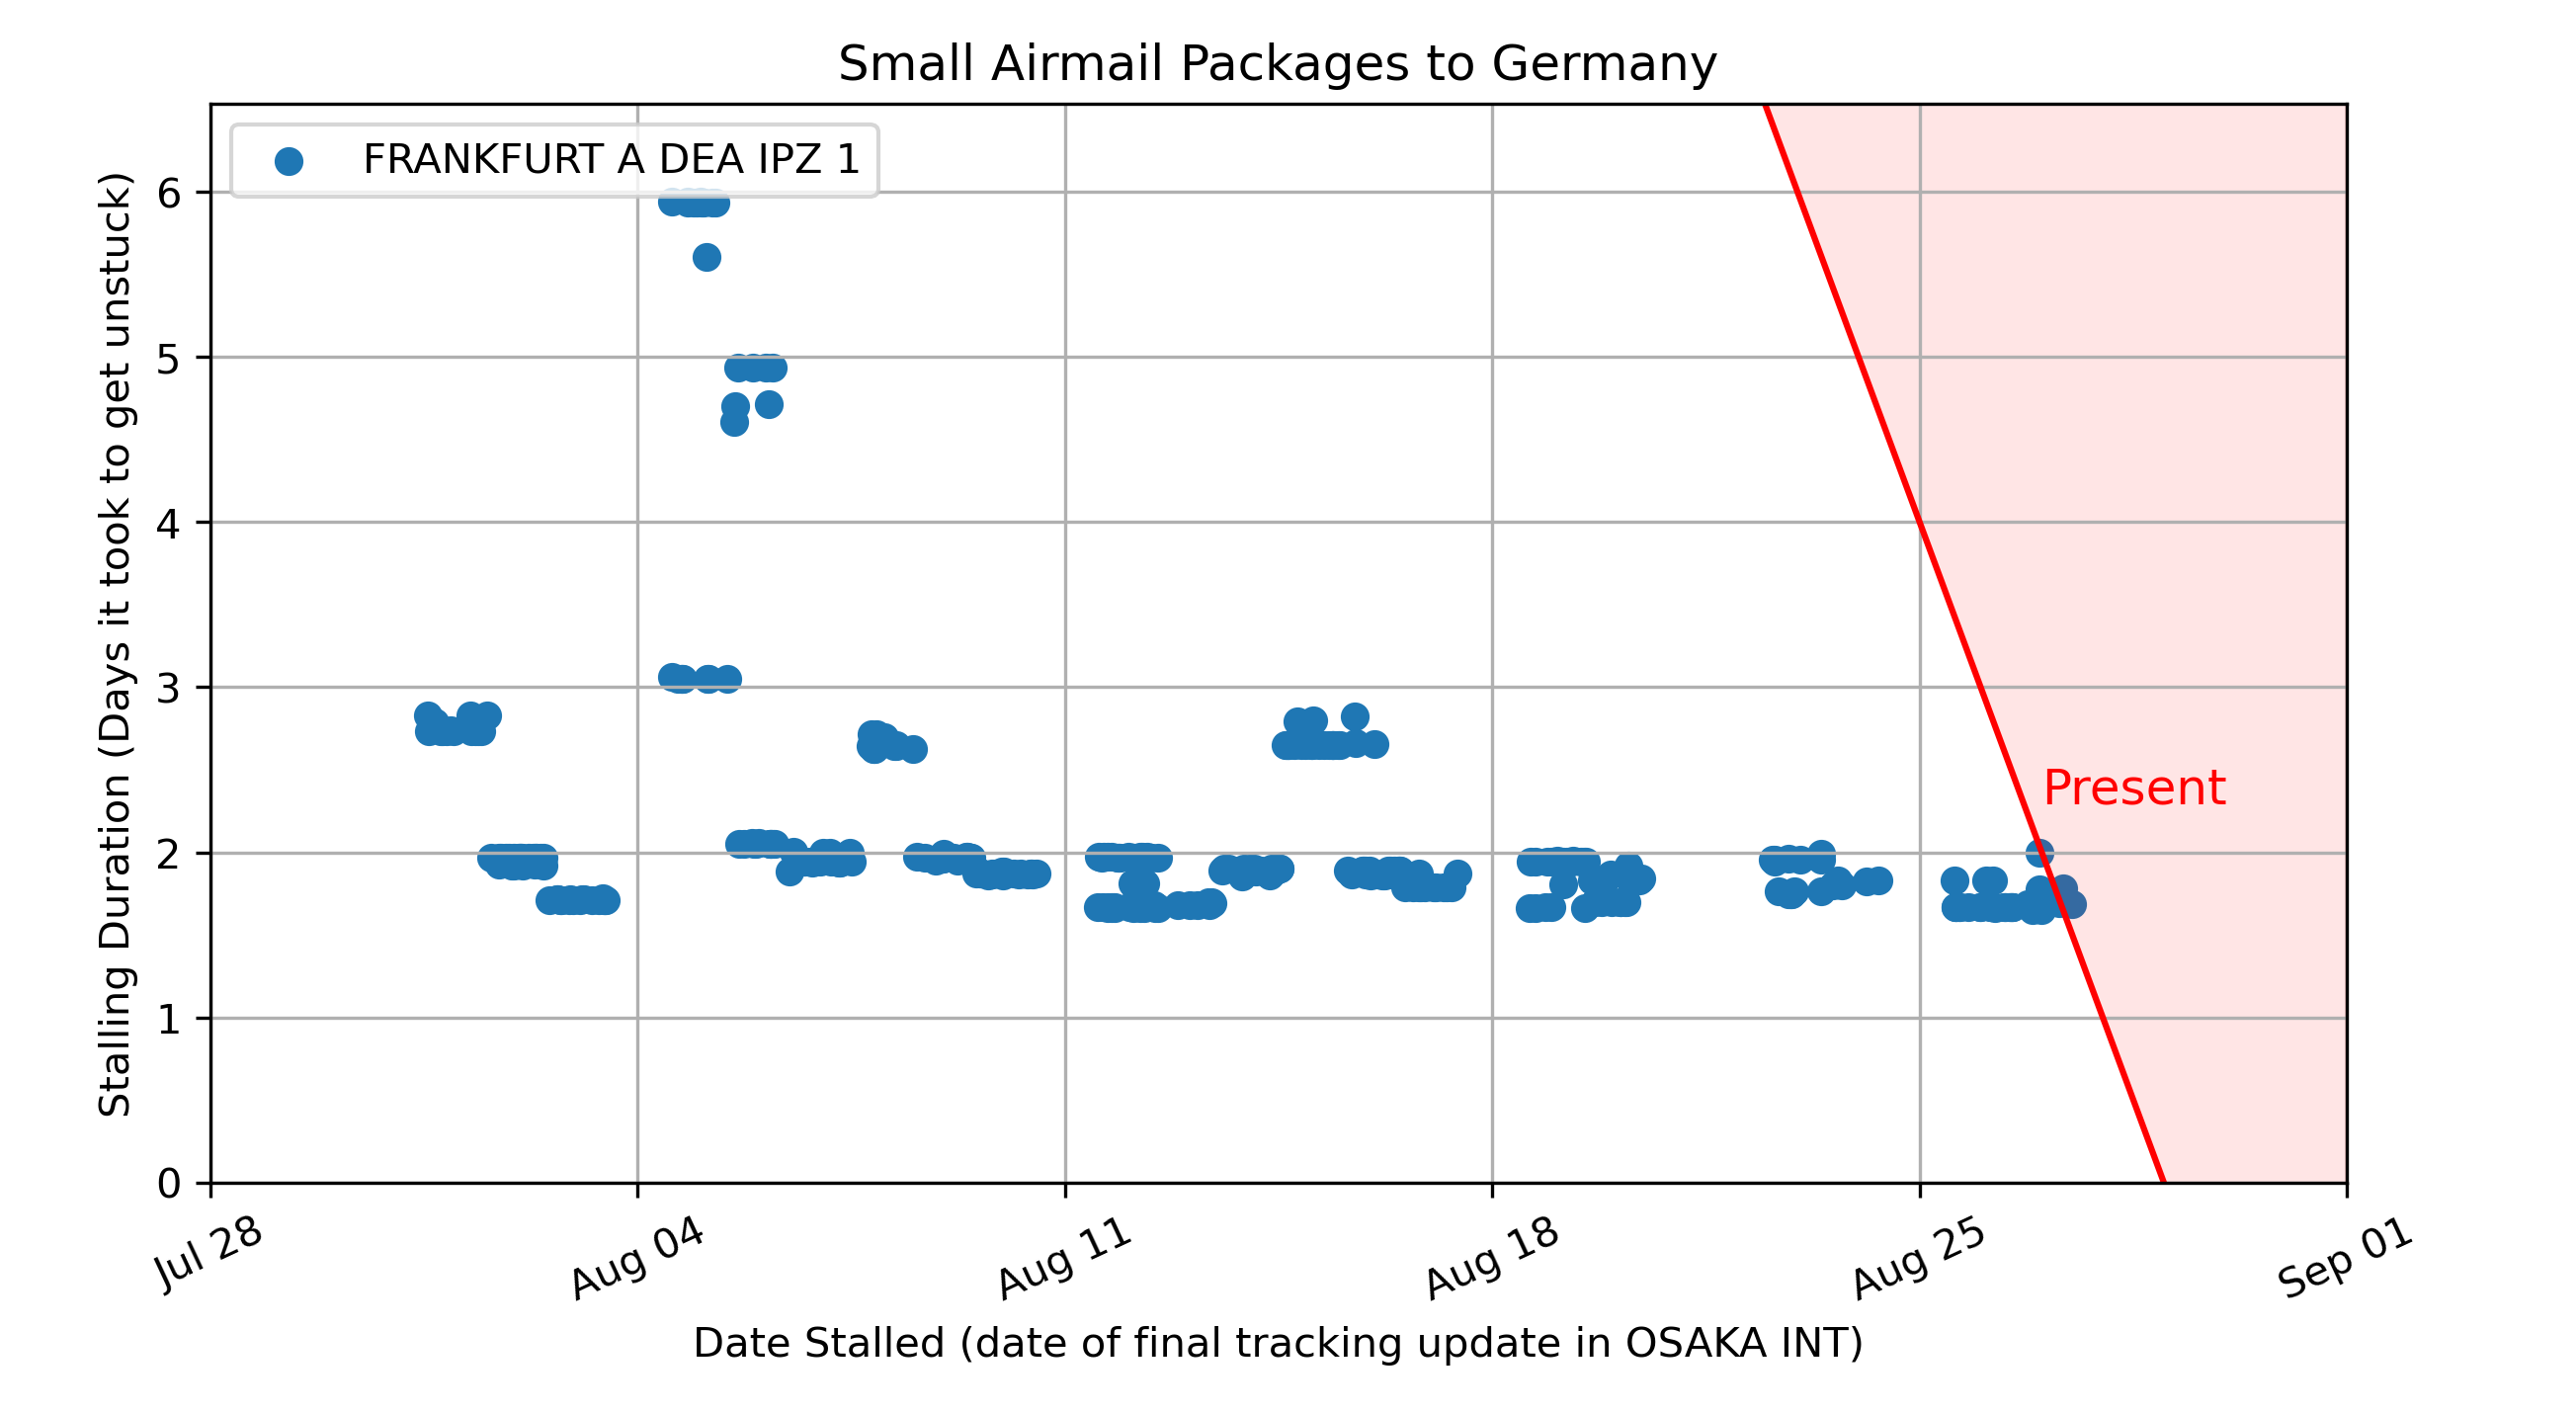 Small Airmail Packages to Germany
FRANKFURT A DEA IPZ 1
Stalling Duration (Days it took to get unstuck)
6
5
4
3
2
1
0
Present
Jul 28
Aug 04
Aug 11
Aug 18
Aug 25
Sep 01
Date Stalled (date of final tracking update in OSAKA INT)